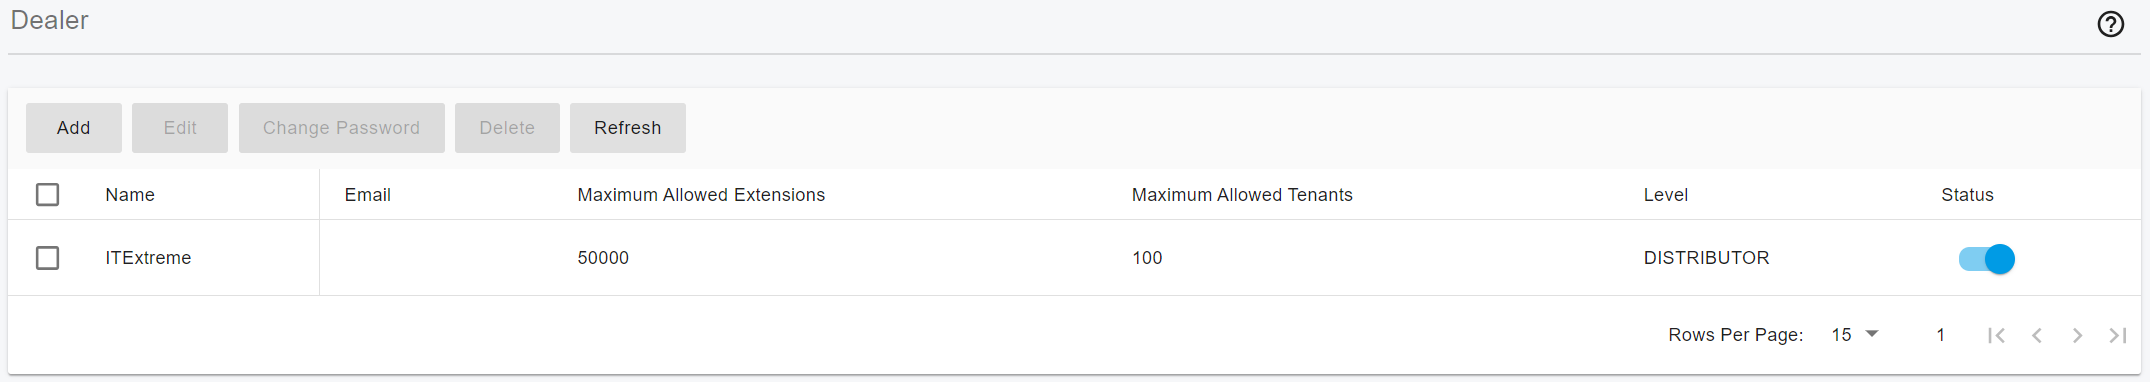 Dealer
Add Edit Change Password Delete Refresh
Name Email Maximum Allowed Extensions Maximum Allowed Tenants Level Status
ITExtreme 50000 100 DISTRIBUTOR
Rows Per Page: 15 1